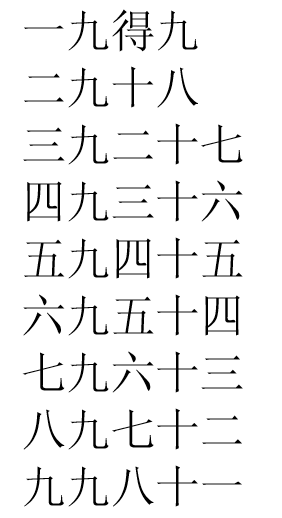 一九得九
二九十八
三九二十七
四九三十六
五九四十五
六九五十四
七九六十三
八九七十二
九九八十一